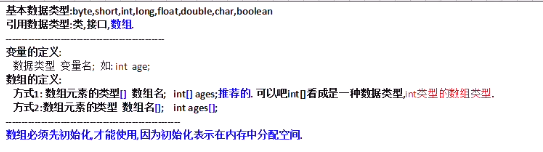 基本数据类型:byte,short,int,long,float,double,char,boolean
引用数据类型:类,接口,数组.
--------------------------------------------
变量的定义:
数据类型 变量名; 如: int age;
数组的定义:
方式1: 数组元素的类型[] 数组名; int[] ages;推荐的. 可以吧int[]看成是一种数据类型,int类型的数组类型.
方式2:数组元素的类型 数组名[]; int ages[];
------------------------------------------------
数组必须先初始化,才能使用,因为初始化表示在内存中分配空间.